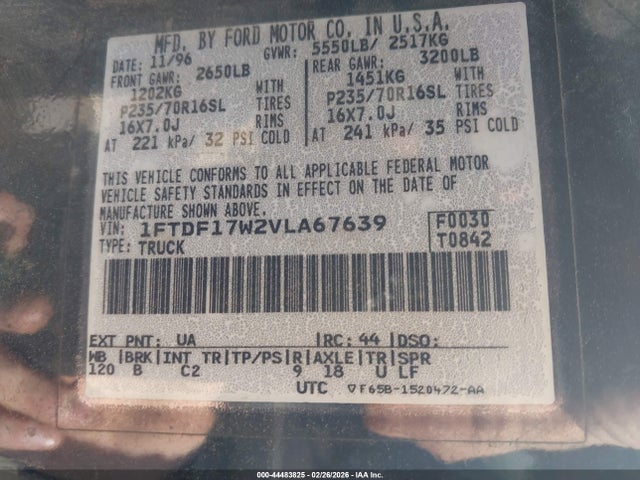 MFD. BY FORD MOTOR CO. IN U.S.A.
DATE: 11/96 GVWR: 5550LB/ 2517KG
FRONT GAWR: 2650LB REAR GAWR: 3200LB
1202KG WITH 1451KG WITH
P235/70R16SL TIRES P235/70R16SL TIRES
16X7.0J RIMS 16X7.0J RIMS
AT 221 kPa/ 32 PSI COLD AT 241 kPa/ 35 PSI COLD
THIS VEHICLE CONFORMS TO ALL APPLICABLE FEDERAL MOTOR
VEHICLE SAFETY STANDARDS IN EFFECT ON THE DATE OF
MANUFACTURE SHOWN ABOVE.
VIN: 1FTDF17W2VLA67639 F0030
TYPE: TRUCK T0842
EXT PNT: UA RC: 44 DSO:
WB BRK INT TR TP/PS R AXLE TR SPR
120 B C2 9 18 U LF
UTC F65B-1520472-AA
000-44483825 - 02/26/2026 - IAA Inc.